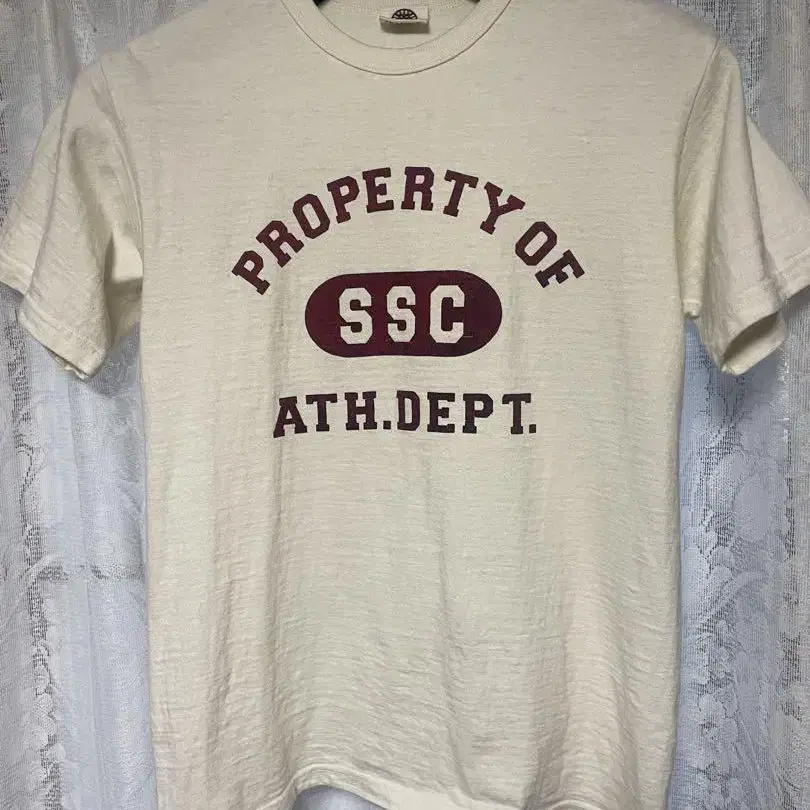 PROPERTY OF
SSC
ATH.DEPT.